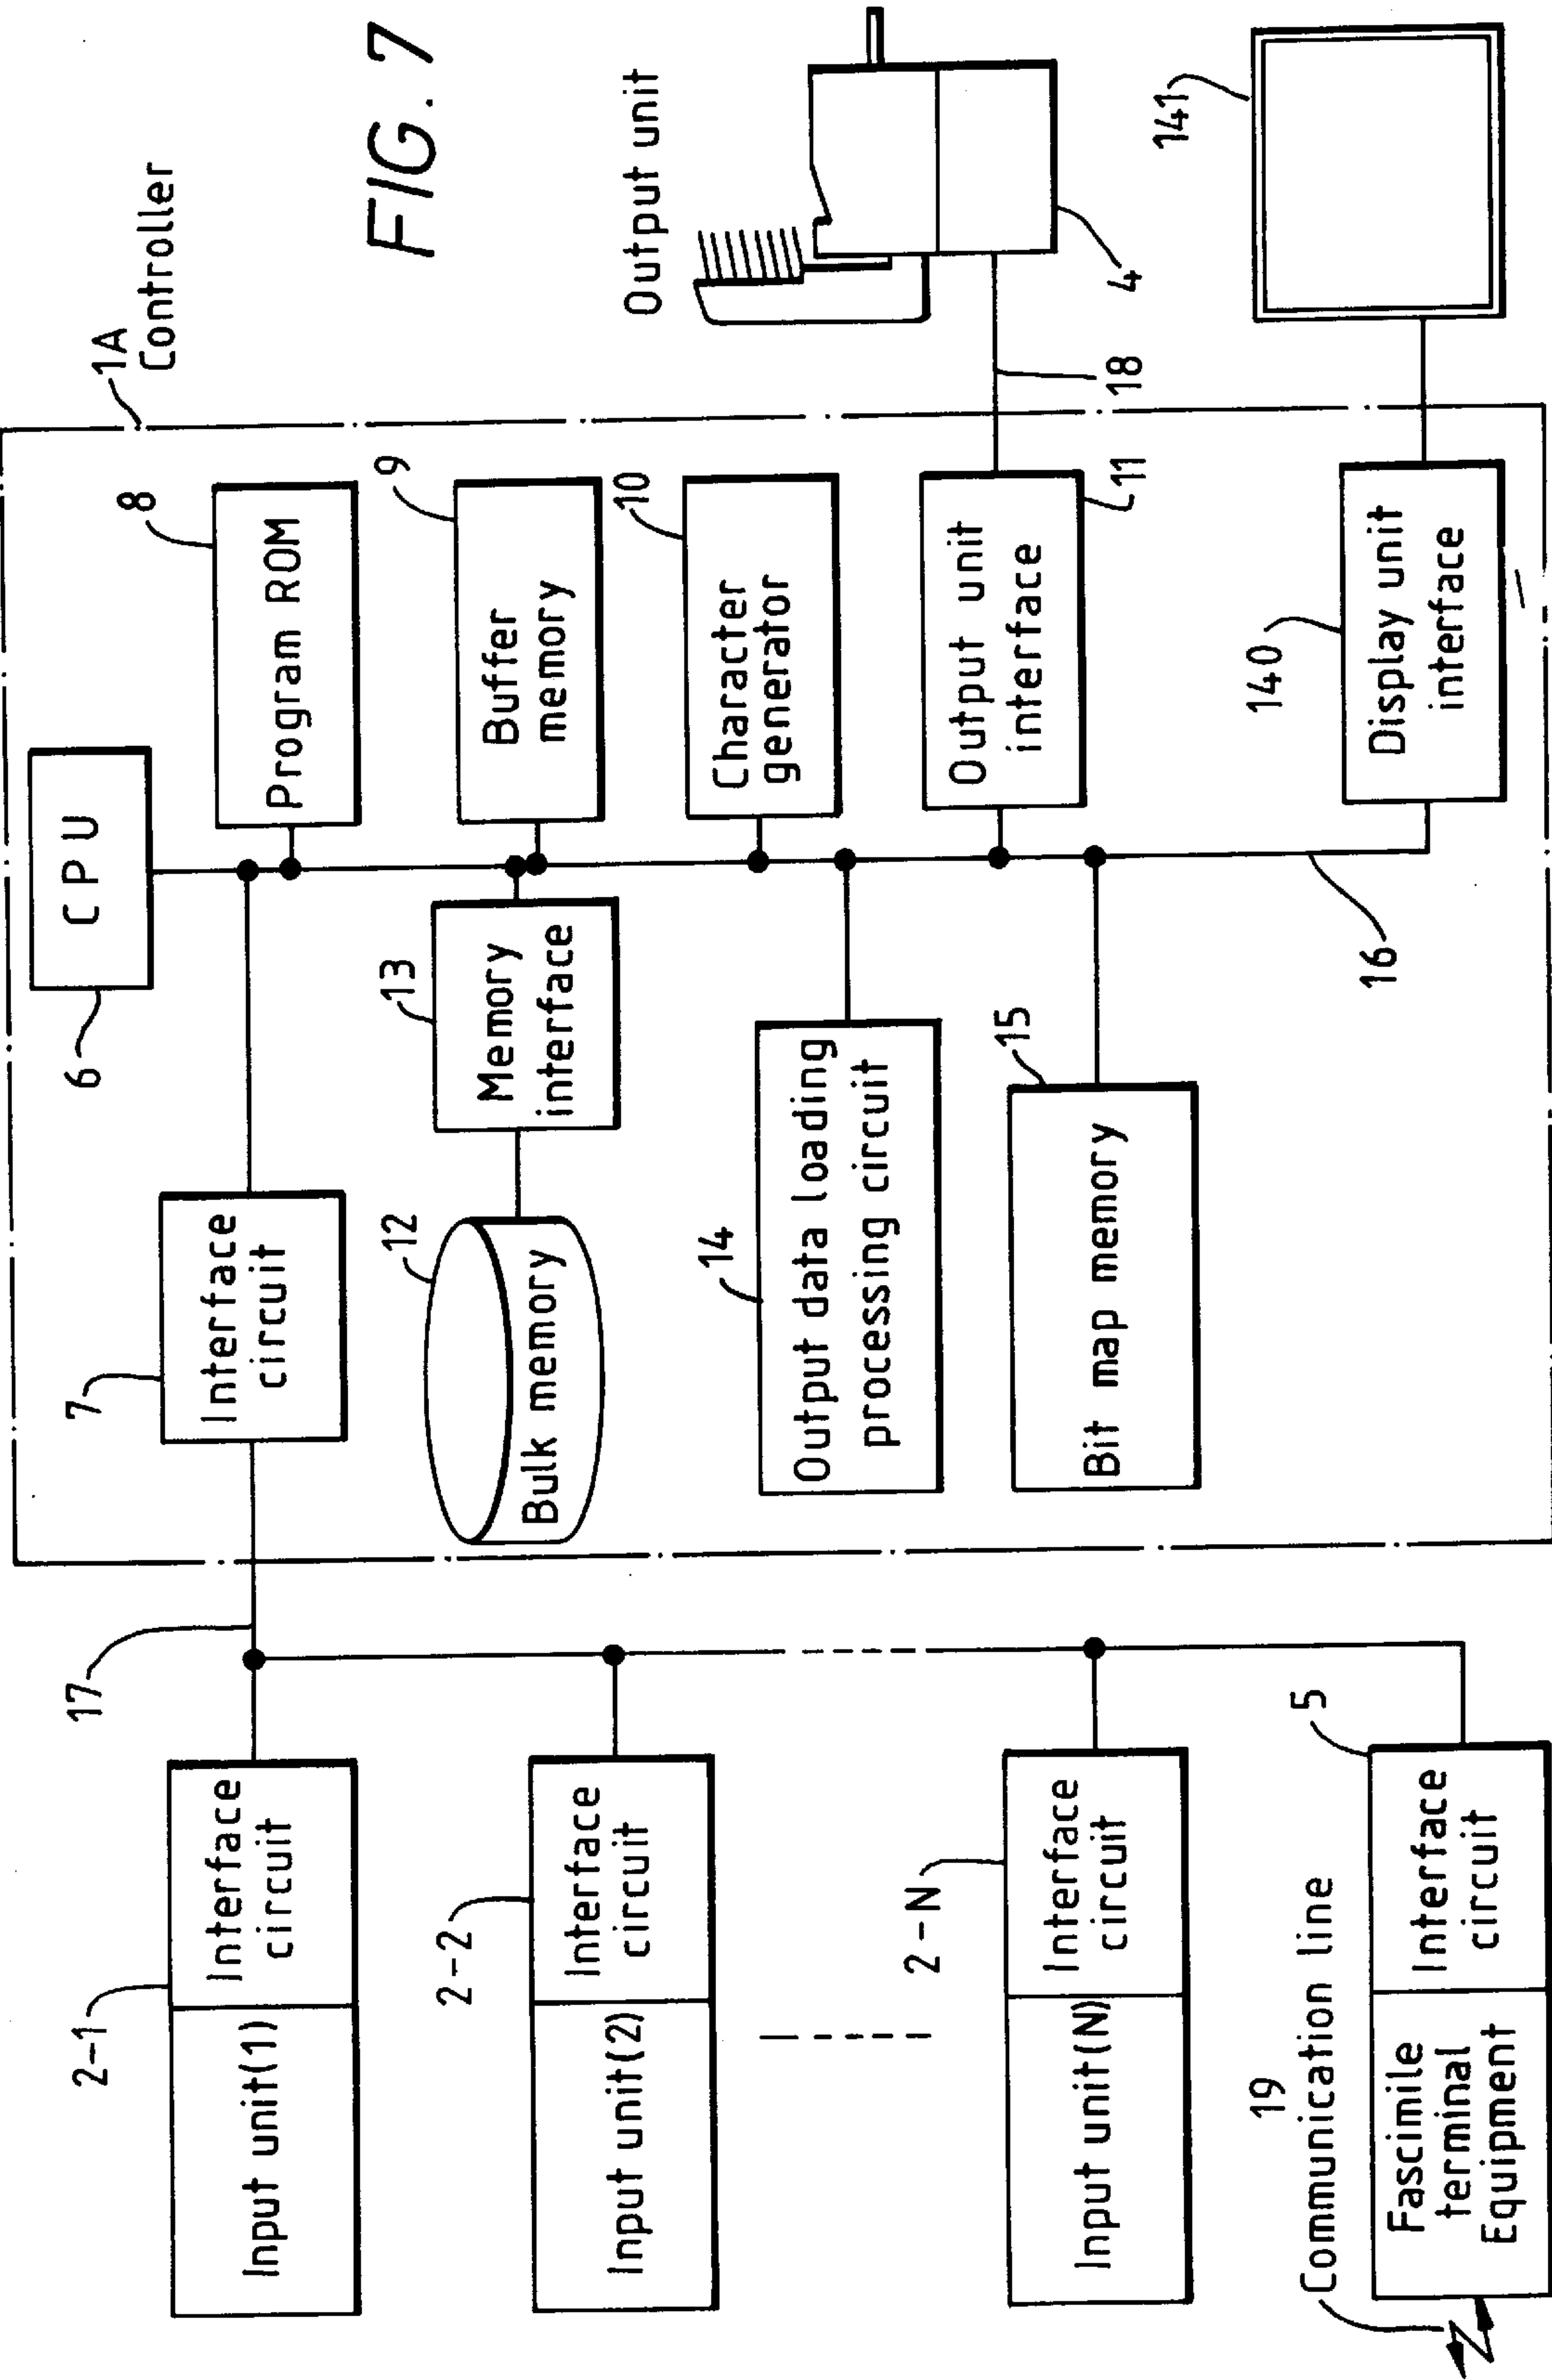 FIG. 7
1A
Controller
CPU
6
7
Interface
circuit
8
Program ROM
17
2-1
Input unit(1)
Interface
circuit
12
Bulk memory
13
Memory
interface
9
Buffer
memory
Output unit
2-2
Input unit(2)
Interface
circuit
14
Output data loading
processing circuit
10
Character
generator
15
Bit map memory
Output unit
interface
11
18
4
2-N
Input unit(N)
Interface
circuit
16
19
Communication line
Fascimile
terminal
Equipment
5
Interface
circuit
140
Display unit
interface
141